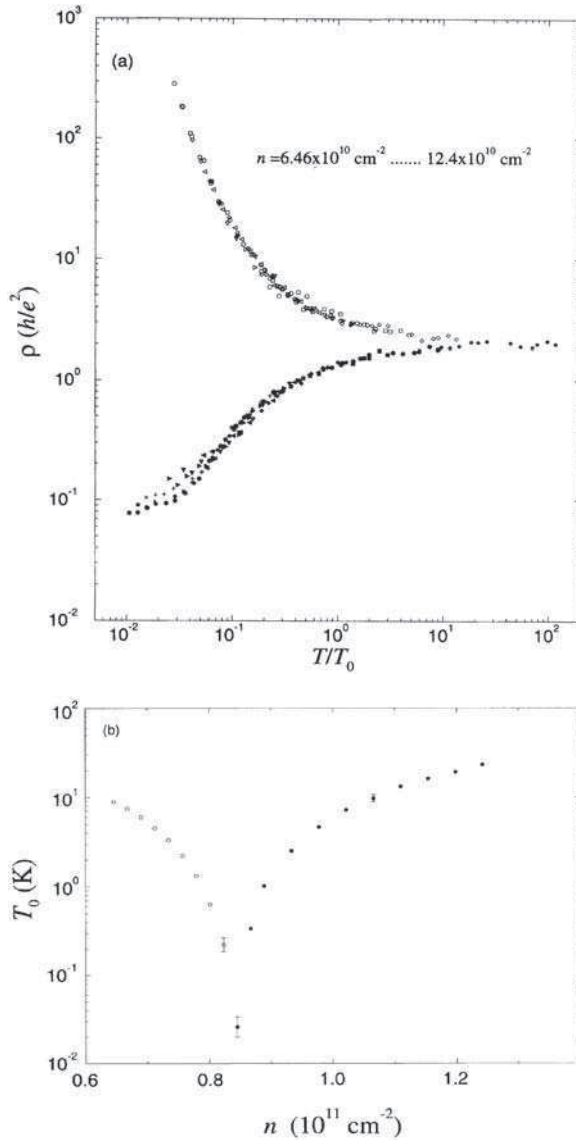 (a)
10³
10²
10¹
10⁰
10⁻¹
10⁻²
ρ (h/e²)
n=6.46x10¹⁰ cm⁻² ....... 12.4x10¹⁰ cm⁻²
10⁻² 10⁻¹ 10⁰ 10¹ 10²
T/T₀
(b)
10²
10¹
10⁰
10⁻¹
10⁻²
T₀ (K)
0.6 0.8 1.0 1.2
n (10¹¹ cm⁻²)